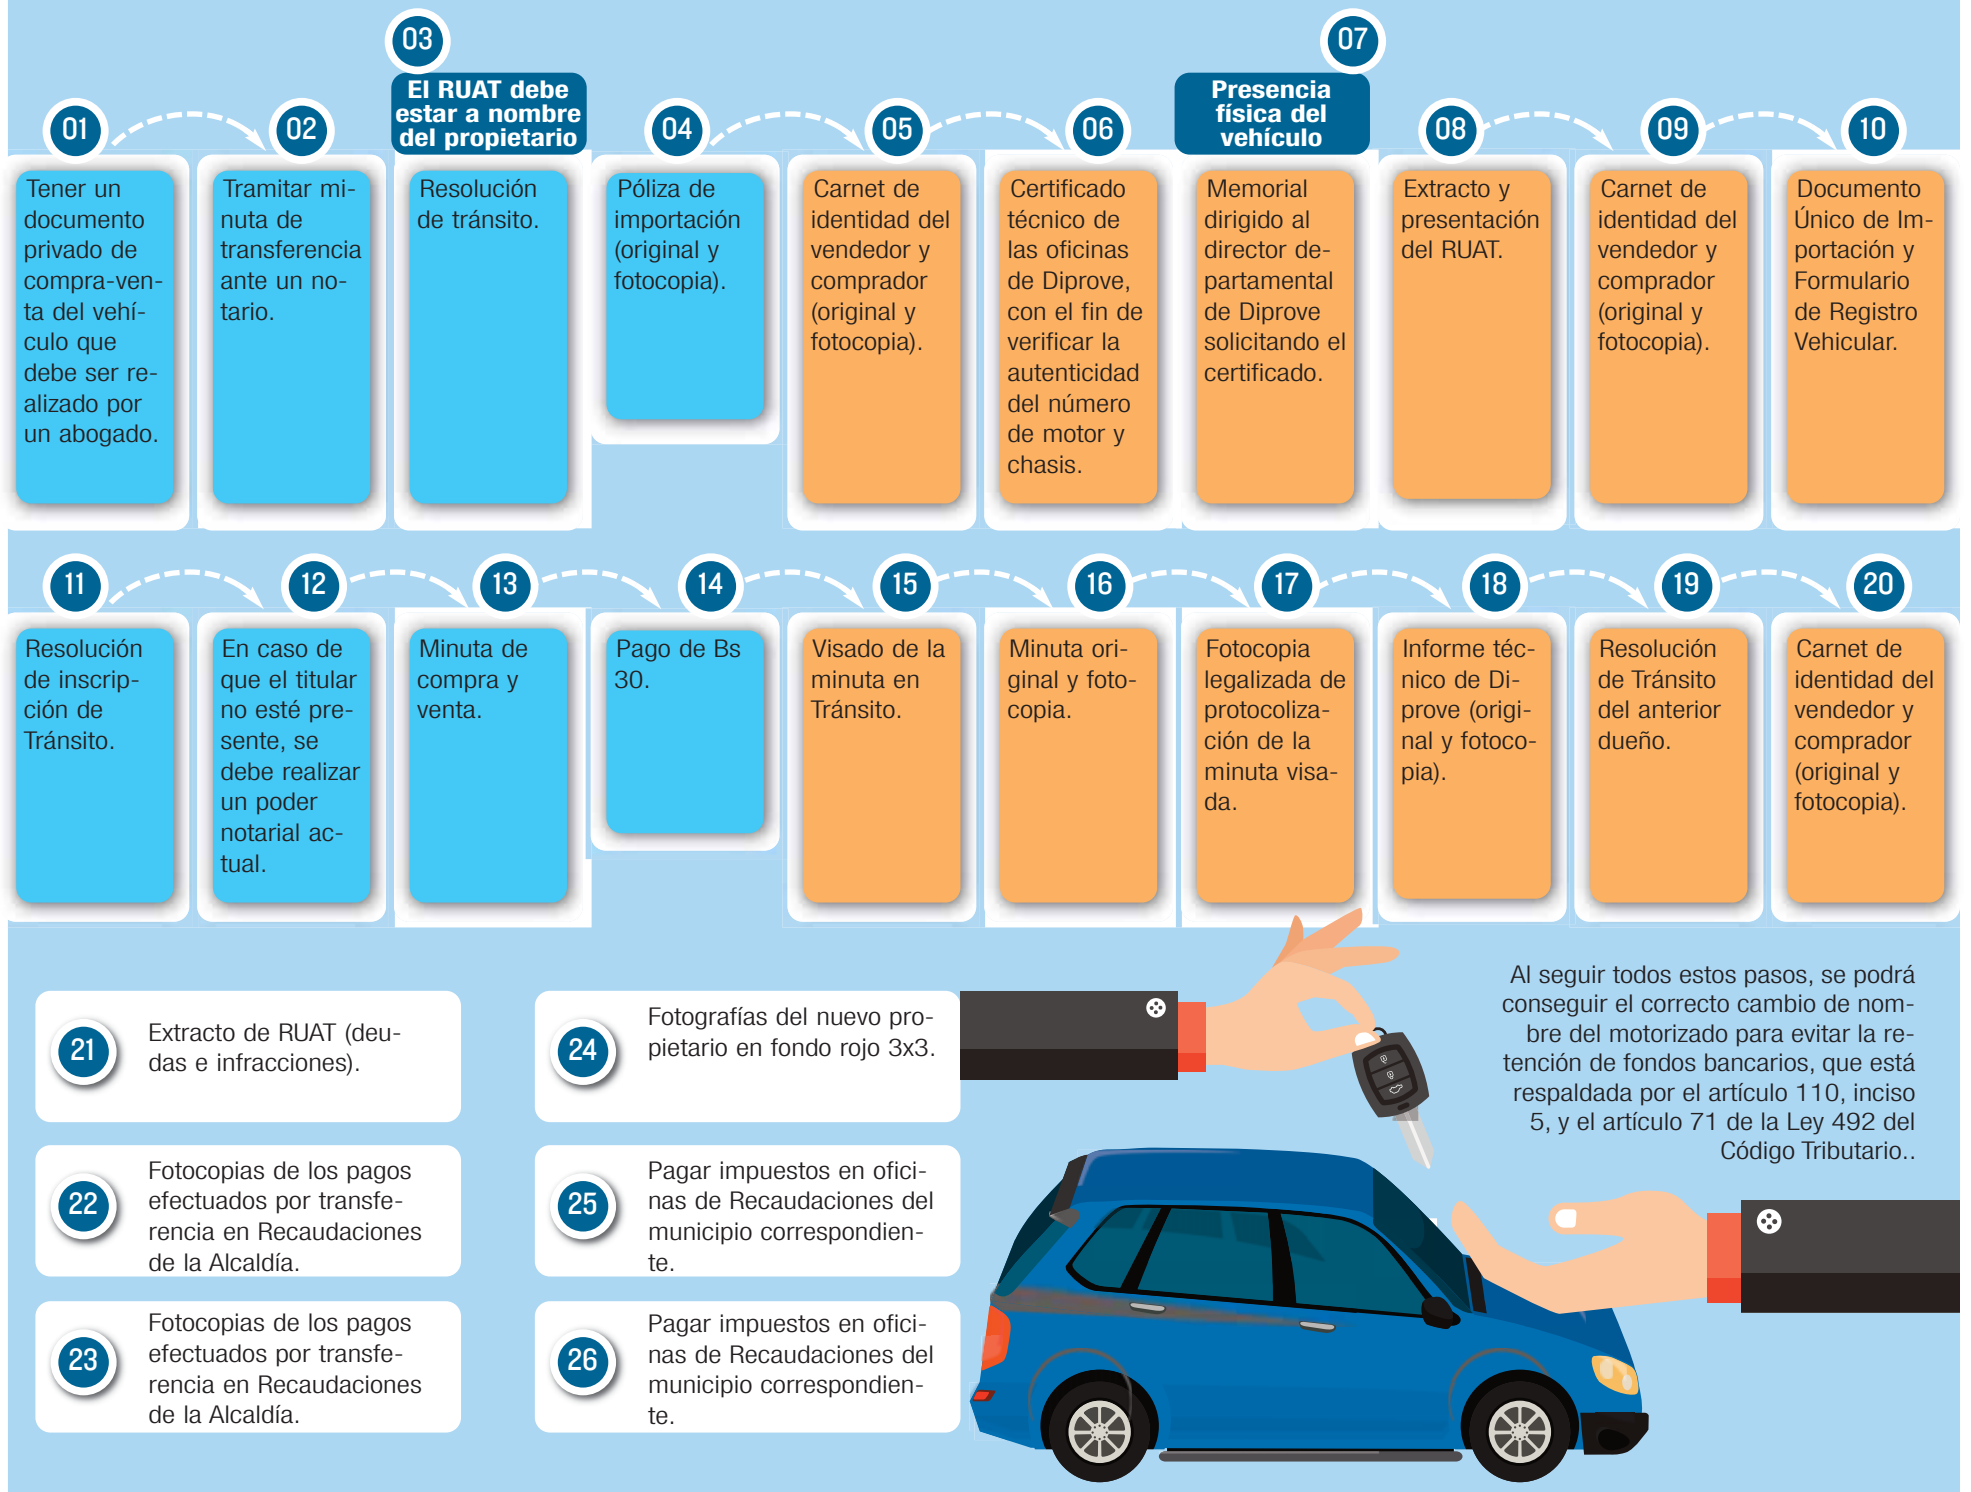 01
Tener un
documento
privado de
compra-ven-
ta del vehí-
culo que
debe ser re-
alizado por
un abogado.
02
Tramitar mi-
nuta de
transferencia
ante un no-
tario.
03
El RUAT debe
estar a nombre
del propietario
Resolución
de tránsito.
04
Póliza de
importación
(original y
fotocopia).
05
Carnet de
identidad del
vendedor y
comprador
(original y
fotocopia).
06
Certificado
técnico de
las oficinas
de Diprove,
con el fin de
verificar la
autenticidad
del número
de motor y
chasis.
07
Presencia
física del
vehículo
Memorial
dirigido al
director de-
partamental
de Diprove
solicitando el
certificado.
08
Extracto y
presentación
del RUAT.
09
Carnet de
identidad del
vendedor y
comprador
(original y
fotocopia).
10
Documento
Único de Im-
portación y
Formulario
de Registro
Vehicular.
11
Resolución
de inscrip-
ción de
Tránsito.
12
En caso de
que el titular
no esté pre-
sente, se
debe realizar
un poder
notarial ac-
tual.
13
Minuta de
compra y
venta.
14
Pago de Bs
30.
15
Visado de la
minuta en
Tránsito.
16
Minuta ori-
ginal y foto-
copia.
17
Fotocopia
legalizada de
protocoliza-
ción de la
minuta visa-
da.
18
Informe téc-
nico de Di-
prove (origi-
nal y fotoco-
pia).
19
Resolución
de Tránsito
del anterior
dueño.
20
Carnet de
identidad del
vendedor y
comprador
(original y
fotocopia).
21
Extracto de RUAT (deu-
das e infracciones).
22
Fotocopias de los pagos
efectuados por transfe-
rencia en Recaudaciones
de la Alcaldía.
23
Fotocopias de los pagos
efectuados por transfe-
rencia en Recaudaciones
de la Alcaldía.
24
Fotografías del nuevo pro-
pietario en fondo rojo 3x3.
25
Pagar impuestos en ofici-
nas de Recaudaciones del
municipio correspondien-
te.
26
Pagar impuestos en ofici-
nas de Recaudaciones del
municipio correspondien-
te.
Al seguir todos estos pasos, se podrá
conseguir el correcto cambio de nom-
bre del motorizado para evitar la re-
tención de fondos bancarios, que está
respaldada por el artículo 110, inciso
5, y el artículo 71 de la Ley 492 del
Código Tributario..